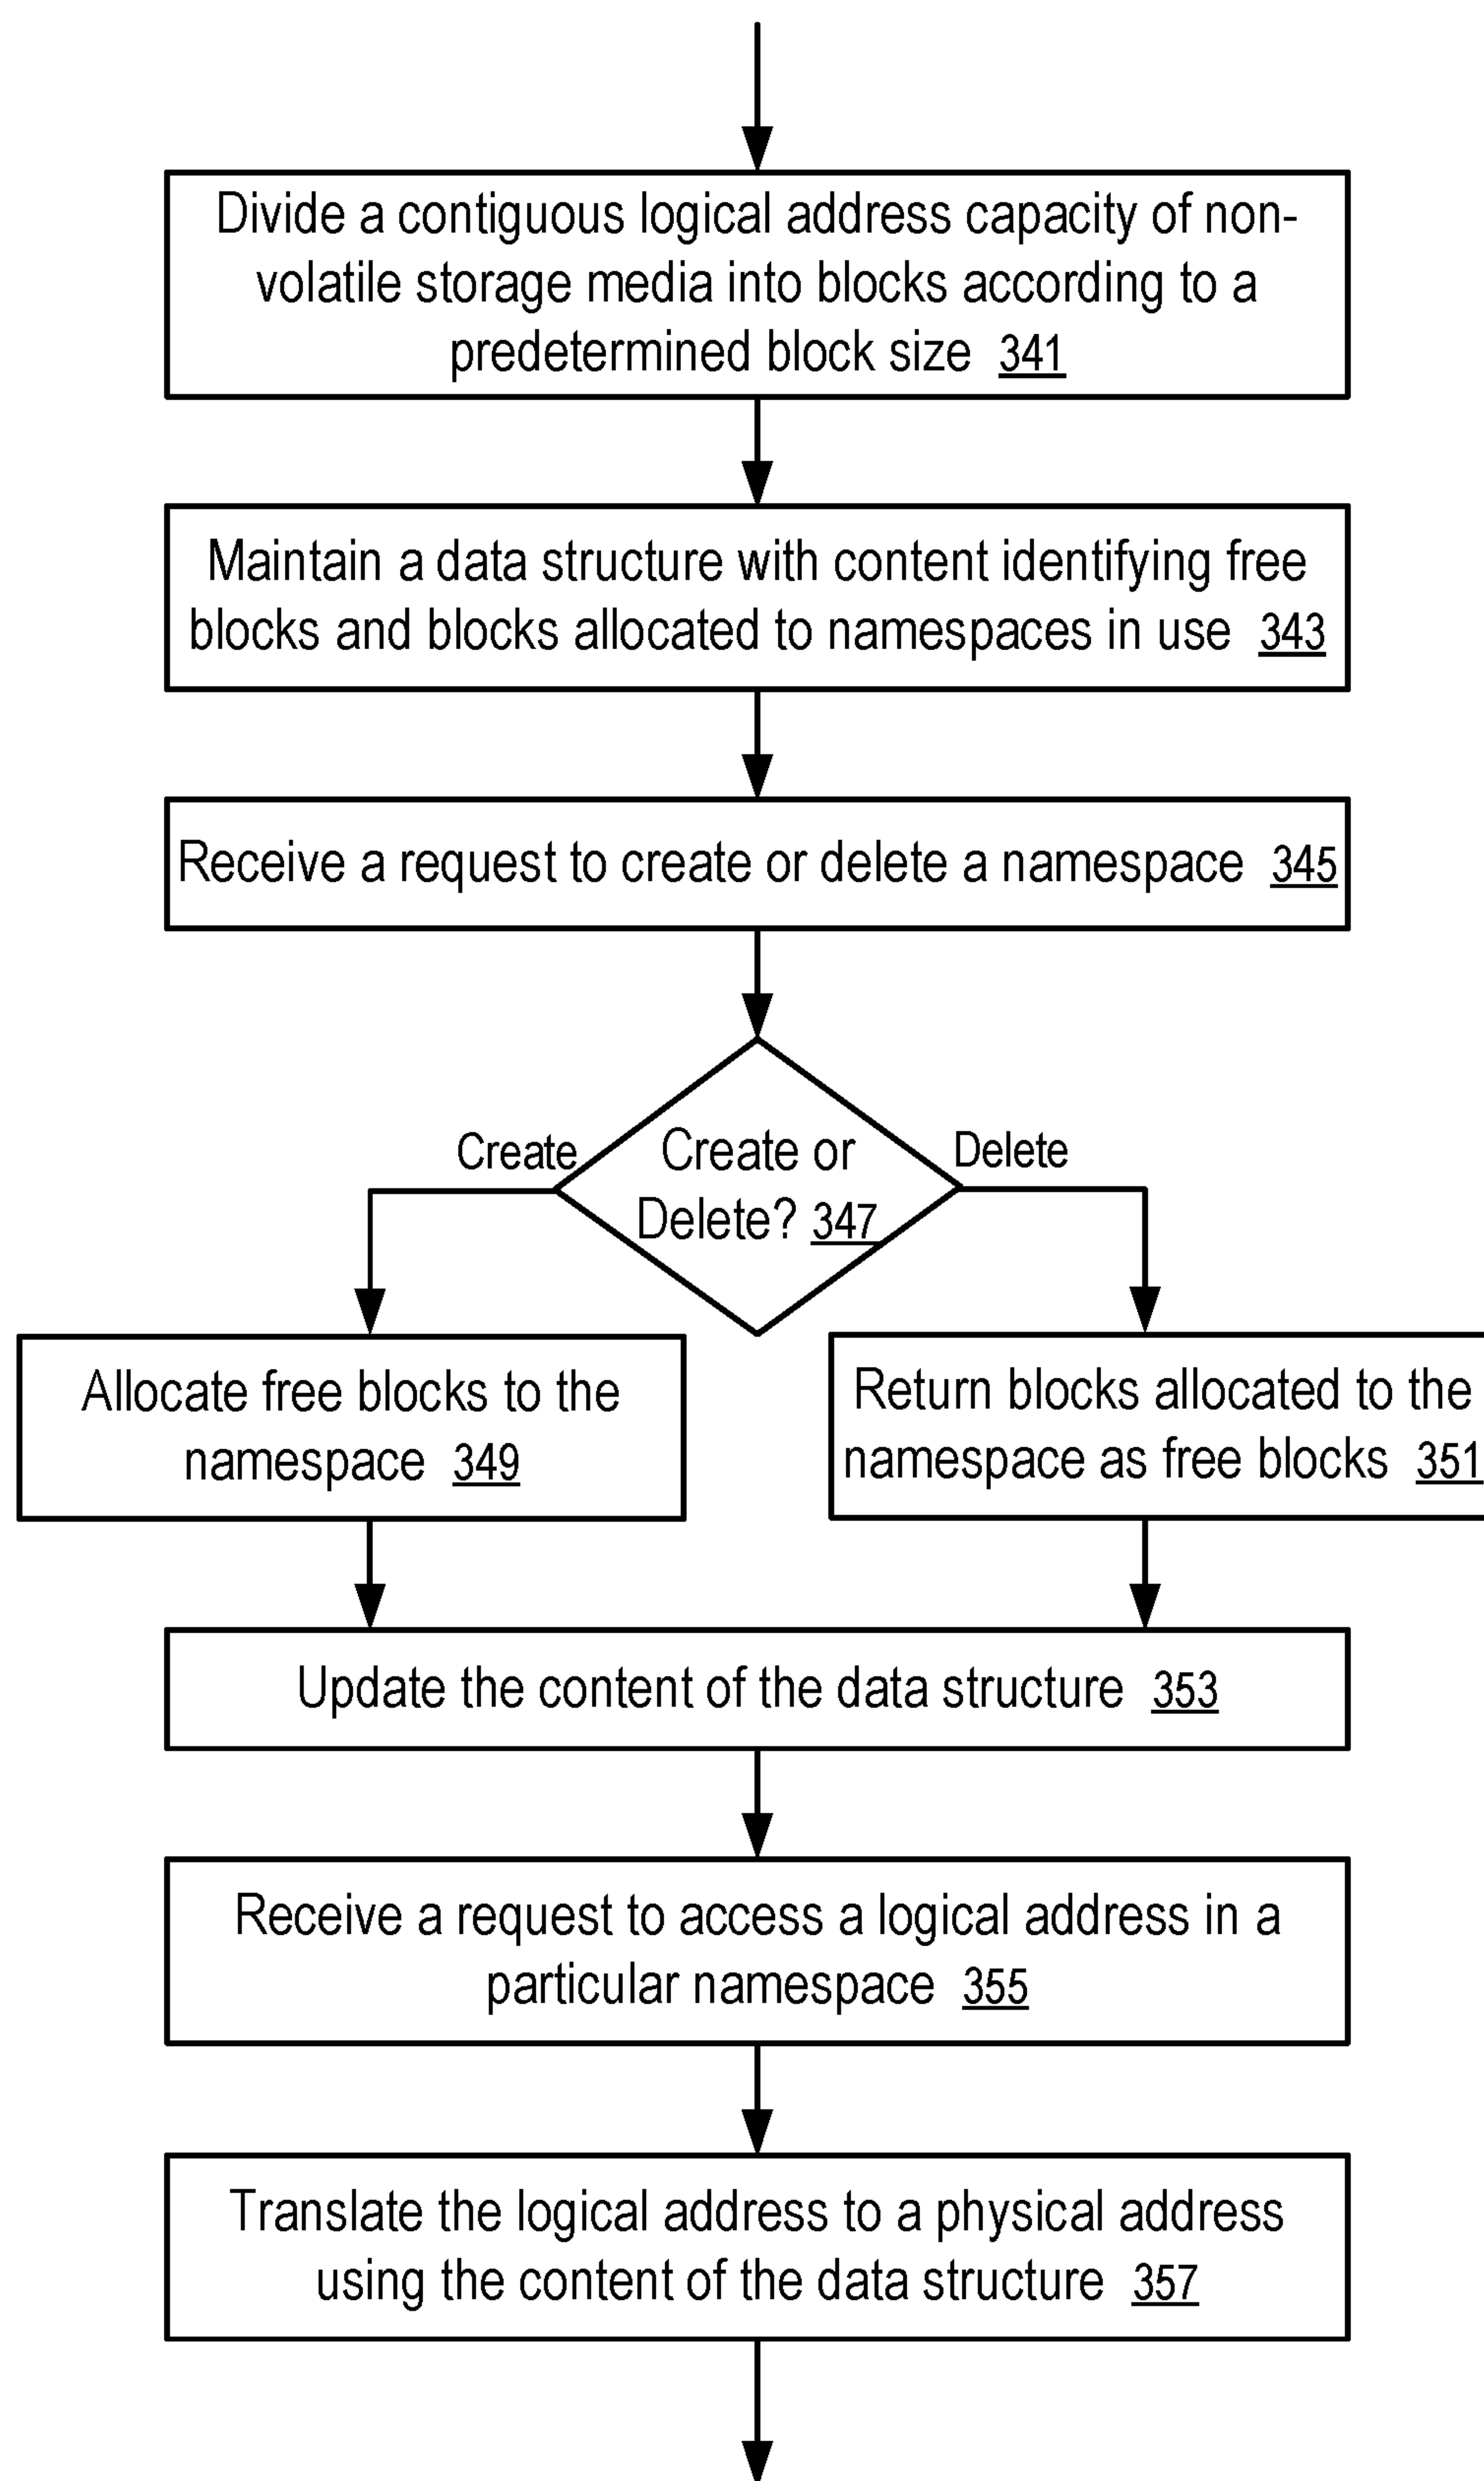 Divide a contiguous logical address capacity of non-
volatile storage media into blocks according to a
predetermined block size 341
Maintain a data structure with content identifying free
blocks and blocks allocated to namespaces in use 343
Receive a request to create or delete a namespace 345
Create
Create or
Delete? 347
Delete
Allocate free blocks to the
namespace 349
Return blocks allocated to the
namespace as free blocks 351
Update the content of the data structure 353
Receive a request to access a logical address in a
particular namespace 355
Translate the logical address to a physical address
using the content of the data structure 357